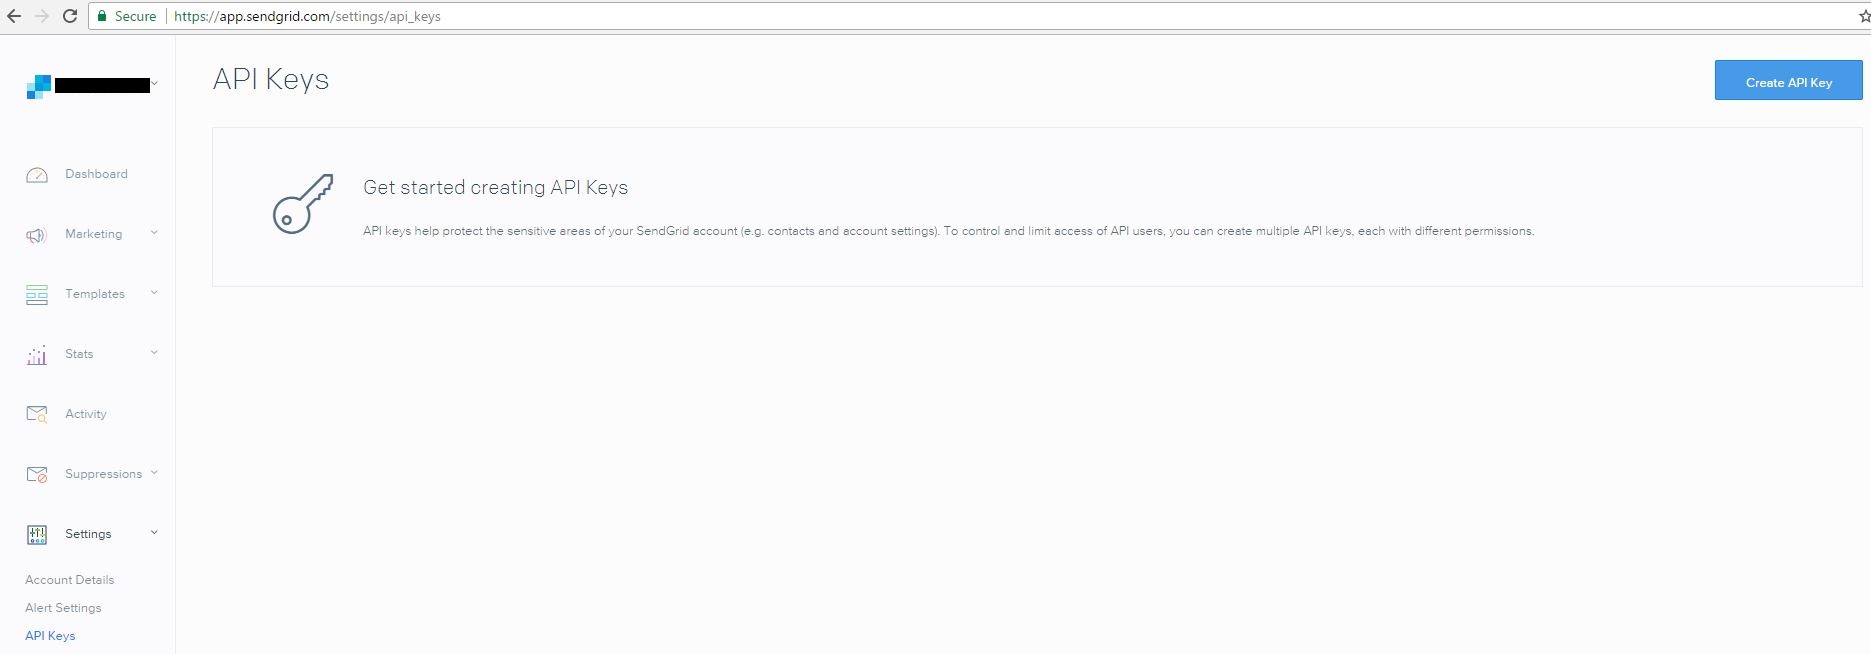 Secure https://app.sendgrid.com/settings/api_keys
API Keys
Create API Key
Get started creating API Keys
API keys help protect the sensitive areas of your SendGrid account (e.g. contacts and account settings). To control and limit access of API users, you can create multiple API keys, each with different permissions.
Dashboard
Marketing
Templates
Stats
Activity
Suppressions
Settings
Account Details
Alert Settings
API Keys